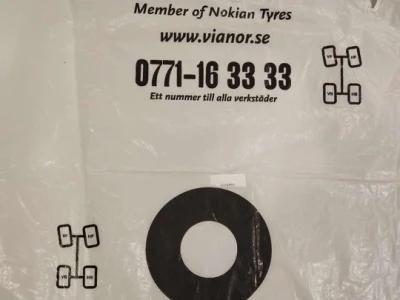 Member of Nokian Tyres
www.vianor.se
0771-16 33 33
Ett nummer till alla verkstäder